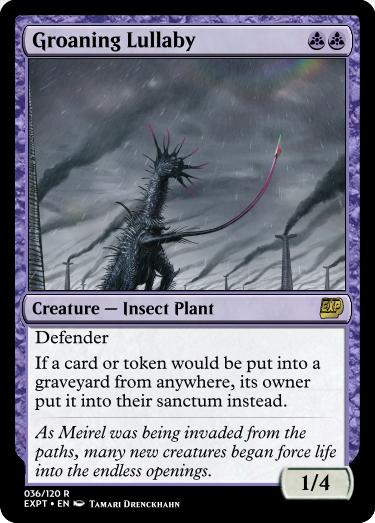 Groaning Lullaby
Creature — Insect Plant
EXP
Defender
If a card or token would be put into a
graveyard from anywhere, its owner
put it into their sanctum instead.
As Meirel was being invaded from the
paths, many new creatures began force life
into the endless openings.
1/4
036/120 R
EXPT • EN Tamari Drenckhahn